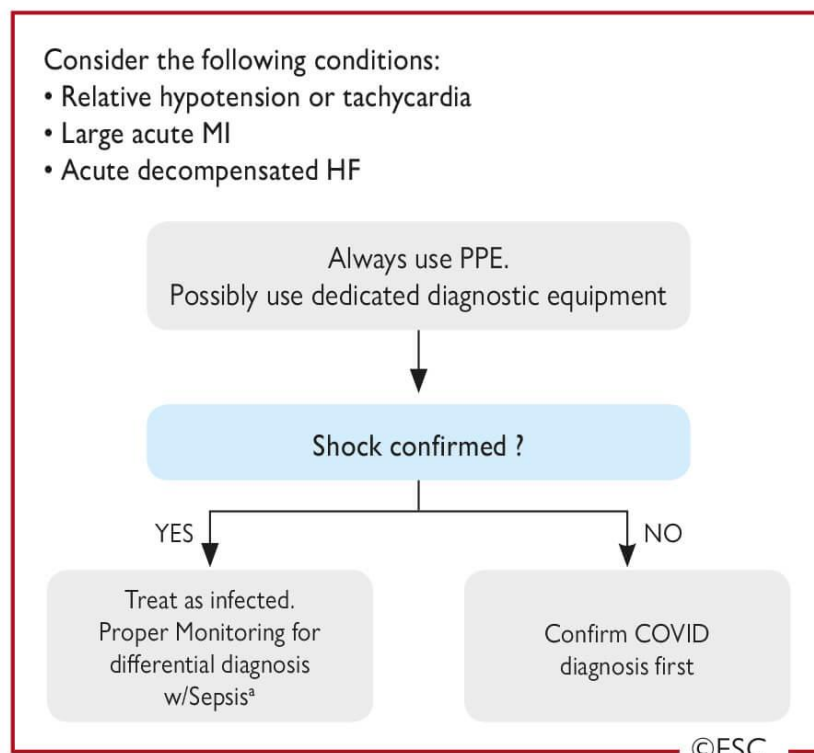 Consider the following conditions:
• Relative hypotension or tachycardia
• Large acute MI
• Acute decompensated HF
Always use PPE.
Possibly use dedicated diagnostic equipment
Shock confirmed ?
YES
NO
Treat as infected.
Proper Monitoring for
differential diagnosis
w/Sepsisᵃ
Confirm COVID
diagnosis first
©ESC